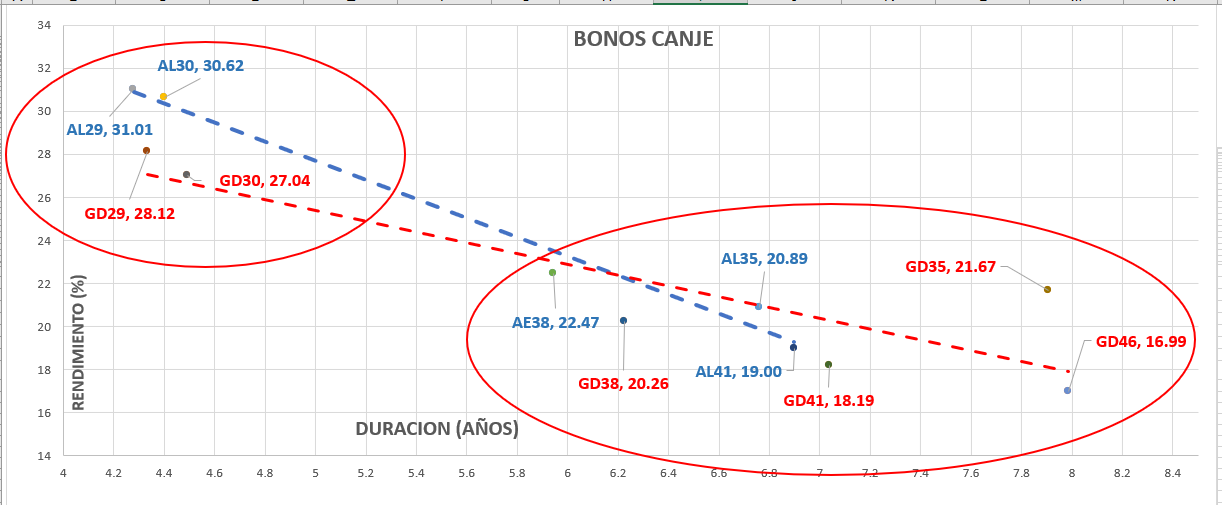 BONOS CANJE
34
32
30
28
26
24
22
20
18
16
14
RENDIMIENTO (%)
AL30, 30.62
AL29, 31.01
GD30, 27.04
GD29, 28.12
AL35, 20.89
GD35, 21.67
AE38, 22.47
GD46, 16.99
GD38, 20.26
AL41, 19.00
GD41, 18.19
DURACION (AÑOS)
4 4.2 4.4 4.6 4.8 5 5.2 5.4 5.6 5.8 6 6.2 6.4 6.6 6.8 7 7.2 7.4 7.6 7.8 8 8.2 8.4